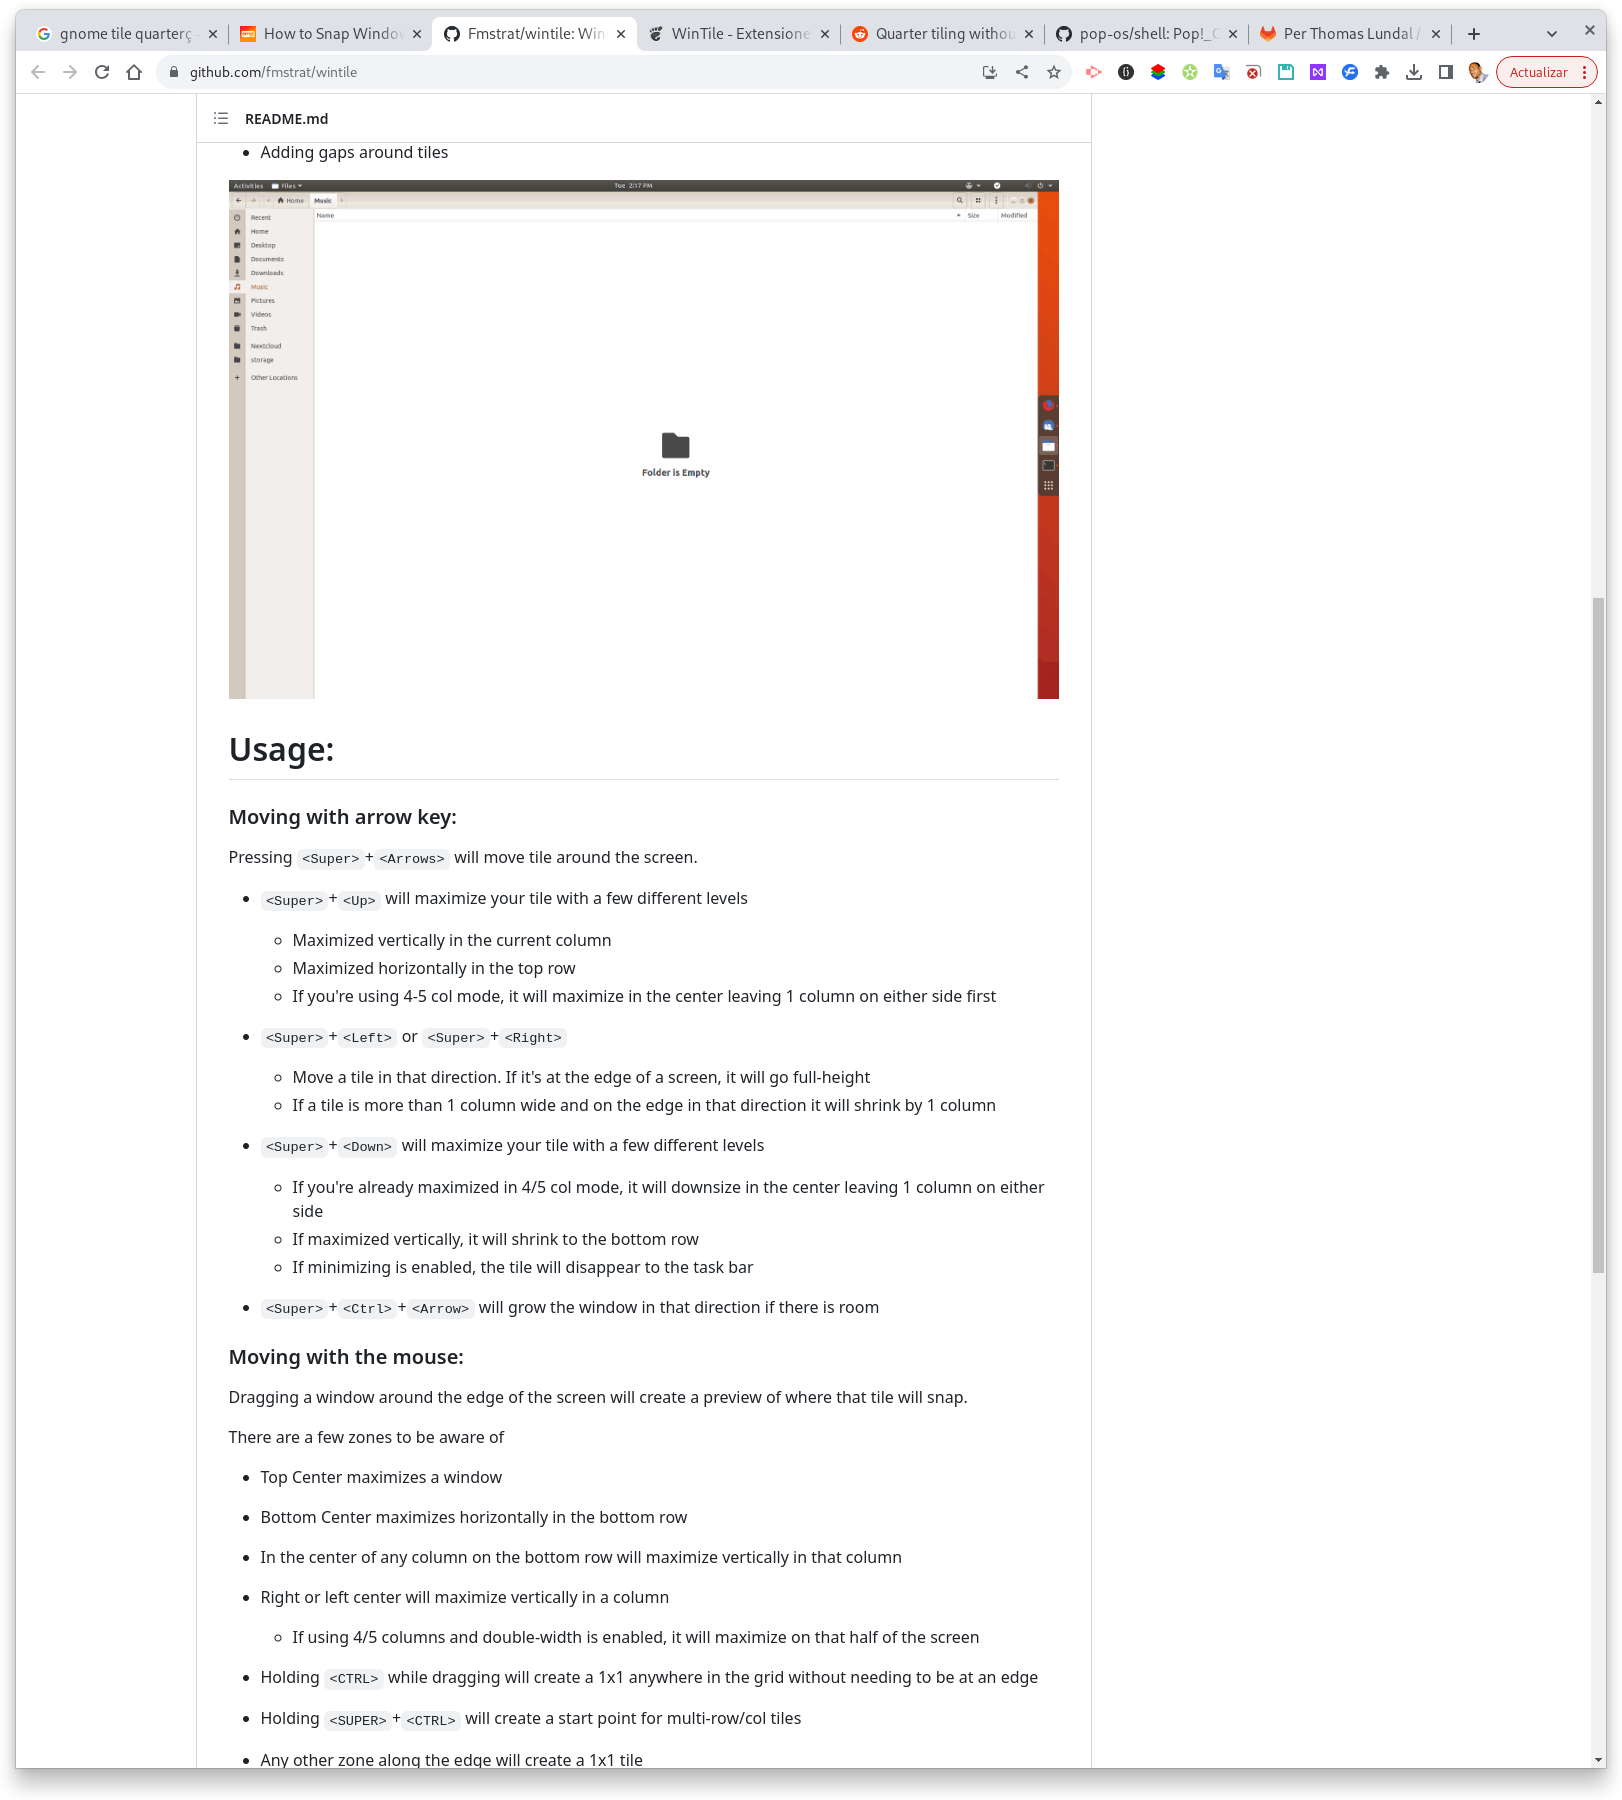 gnome tile quarterç -
How to Snap Window
Fmstrat/wintile: Win
WinTile - Extensione
Quarter tiling withou
pop-os/shell: Pop!_O
Per Thomas Lundal /
github.com/fmstrat/wintile
Actualizar
README.md
• Adding gaps around tiles
Activities Files Tue 2:17 PM
Home Music
Name Size Modified
Recent
Home
Desktop
Documents
Downloads
Music
Pictures
Videos
Trash
Nextcloud
storage
+ Other Locations
Folder is Empty
Usage:
Moving with arrow key:
Pressing <Super>+<Arrows> will move tile around the screen.
• <Super>+<Up> will maximize your tile with a few different levels
◦ Maximized vertically in the current column
◦ Maximized horizontally in the top row
◦ If you're using 4-5 col mode, it will maximize in the center leaving 1 column on either side first
• <Super>+<Left> or <Super>+<Right>
◦ Move a tile in that direction. If it's at the edge of a screen, it will go full-height
◦ If a tile is more than 1 column wide and on the edge in that direction it will shrink by 1 column
• <Super>+<Down> will maximize your tile with a few different levels
◦ If you're already maximized in 4/5 col mode, it will downsize in the center leaving 1 column on either
side
◦ If maximized vertically, it will shrink to the bottom row
◦ If minimizing is enabled, the tile will disappear to the task bar
• <Super>+<Ctrl>+<Arrow> will grow the window in that direction if there is room
Moving with the mouse:
Dragging a window around the edge of the screen will create a preview of where that tile will snap.
There are a few zones to be aware of
• Top Center maximizes a window
• Bottom Center maximizes horizontally in the bottom row
• In the center of any column on the bottom row will maximize vertically in that column
• Right or left center will maximize vertically in a column
◦ If using 4/5 columns and double-width is enabled, it will maximize on that half of the screen
• Holding <CTRL> while dragging will create a 1x1 anywhere in the grid without needing to be at an edge
• Holding <SUPER>+<CTRL> will create a start point for multi-row/col tiles
• Any other zone along the edge will create a 1x1 tile